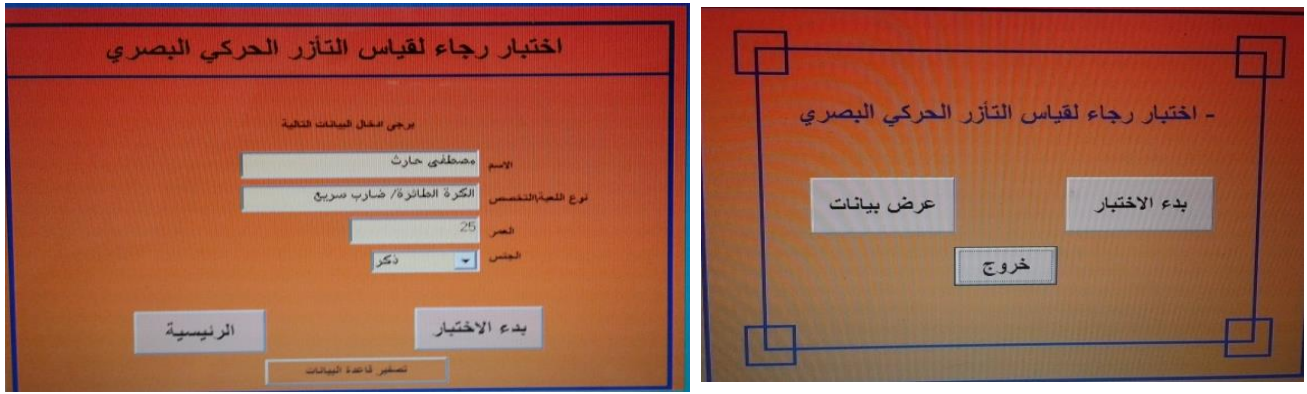 اختبار رجاء لقياس التأزر الحركي البصري
يرجى ادخال البيانات التالية
الاسم مصطفى حارث
نوع اللعبة\التخصص الكرة الطائرة/ ضارب سريع
العمر 25
الجنس ذكر
بدء الاختبار الرئيسية
تصفير قاعدة البيانات
- اختبار رجاء لقياس التأزر الحركي البصري
بدء الاختبار عرض بيانات
خروج